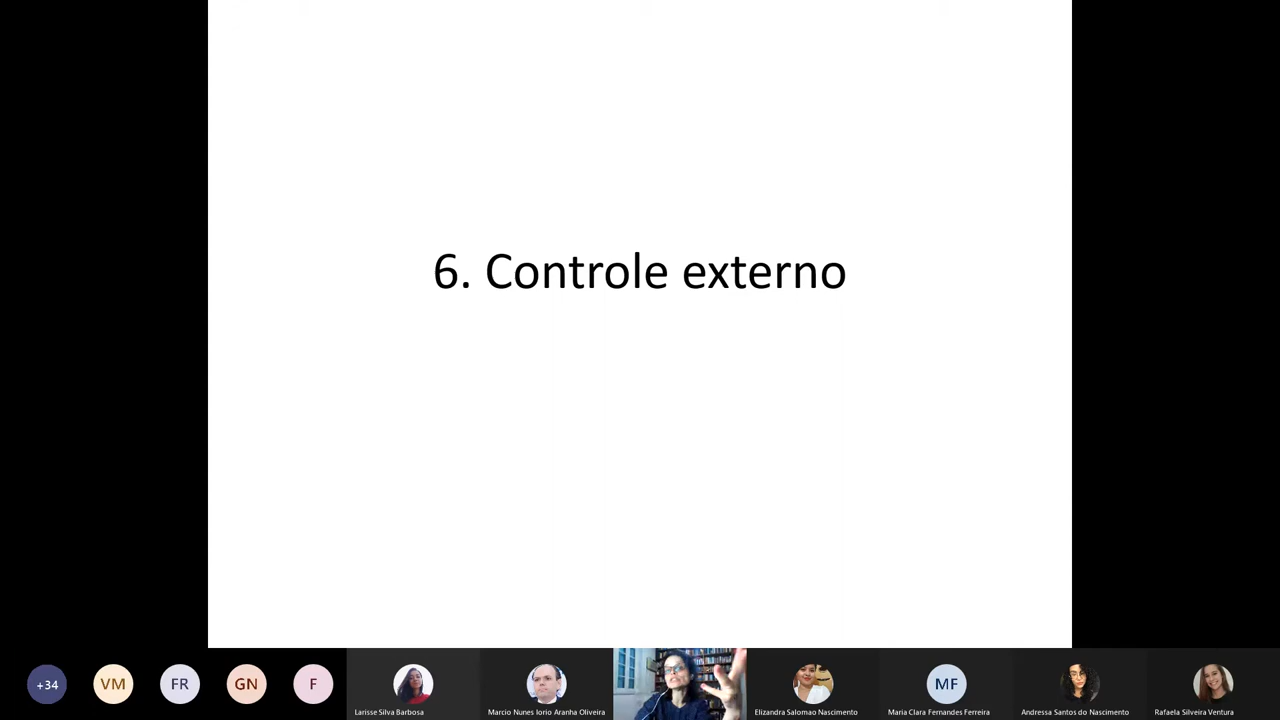 6. Controle externo
+34
VM
FR
GN
F
Larisse Silva Barbosa
Marcio Nunes Iorio Aranha Oliveira
Elizandra Salomao Nascimento
MF
Maria Clara Fernandes Ferreira
Andressa Santos do Nascimento
Rafaela Silveira Ventura